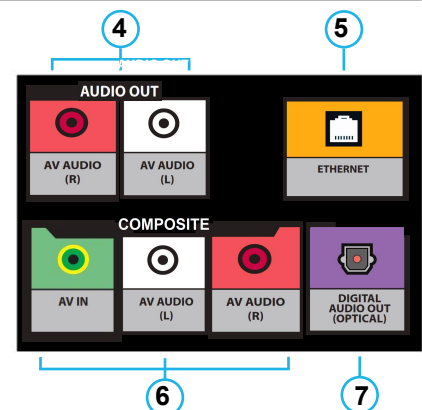 4
5
AUDIO OUT
AV AUDIO
(R)
AV AUDIO
(L)
ETHERNET
COMPOSITE
AV IN
AV AUDIO
(L)
AV AUDIO
(R)
DIGITAL
AUDIO OUT
(OPTICAL)
6
7